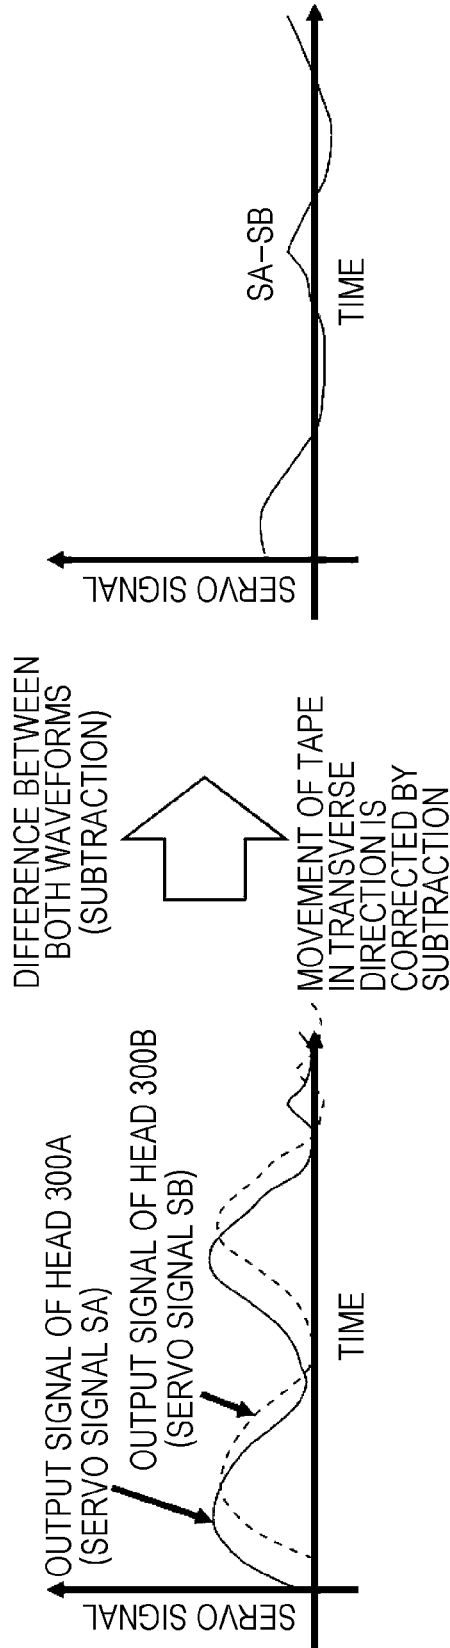 OUTPUT SIGNAL OF HEAD 300A
(SERVO SIGNAL SA)
OUTPUT SIGNAL OF HEAD 300B
(SERVO SIGNAL SB)
SERVO SIGNAL
TIME
DIFFERENCE BETWEEN
BOTH WAVEFORMS
(SUBTRACTION)
MOVEMENT OF TAPE
IN TRANSVERSE
DIRECTION IS
CORRECTED BY
SUBTRACTION
SERVO SIGNAL
SA-SB
TIME